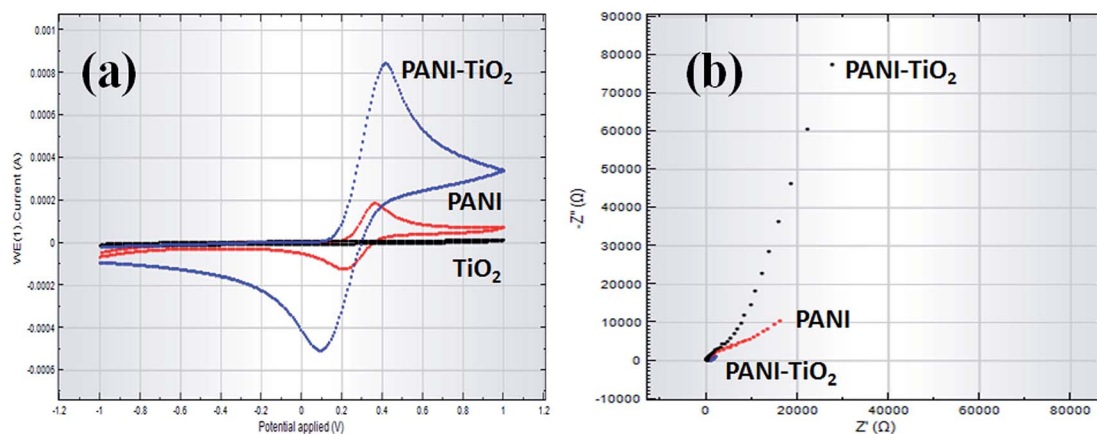 (a)
PANI-TiO₂
PANI
TiO₂
WE(1).Current (A)
0.001
0.0008
0.0006
0.0004
0.0002
0
-0.0002
-0.0004
-0.0006
-1.2 -1 -0.8 -0.6 -0.4 -0.2 0 0.2 0.4 0.6 0.8 1 1.2
Potential applied (V)
(b)
PANI-TiO₂
PANI
PANI-TiO₂
-Z" (Ω)
90000
80000
70000
60000
50000
40000
30000
20000
10000
0
-10000
0 20000 40000 60000 80000
Z' (Ω)